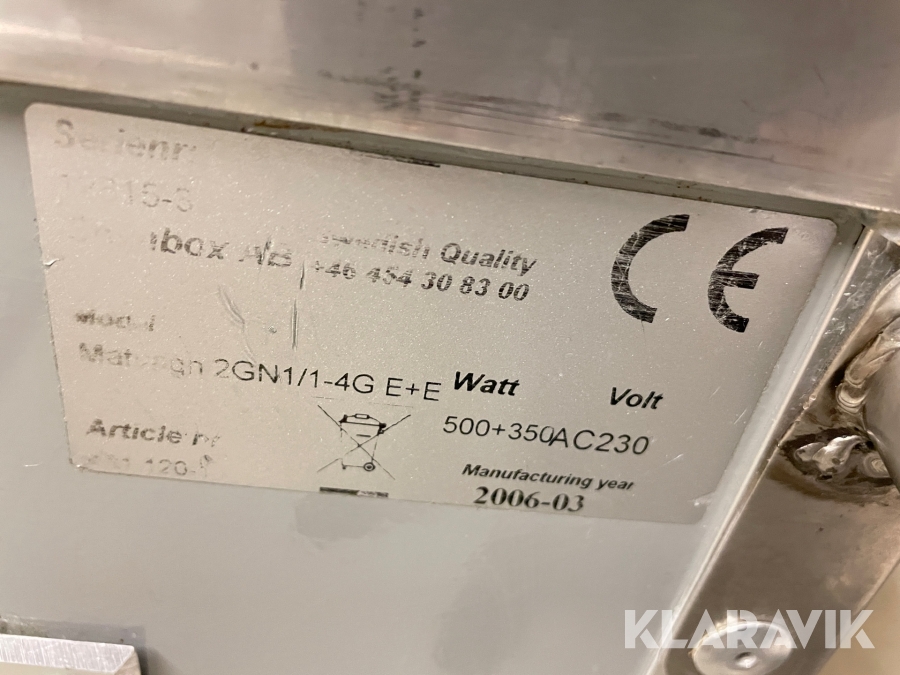 Serienr:
ibox AB Swedish Quality
+46 454 30 83 00
CE
Model Watt Volt
2GN1/1-4G E+E 500+350AC230
Article nr
Manufacturing year
2006-03
KLARAVIK